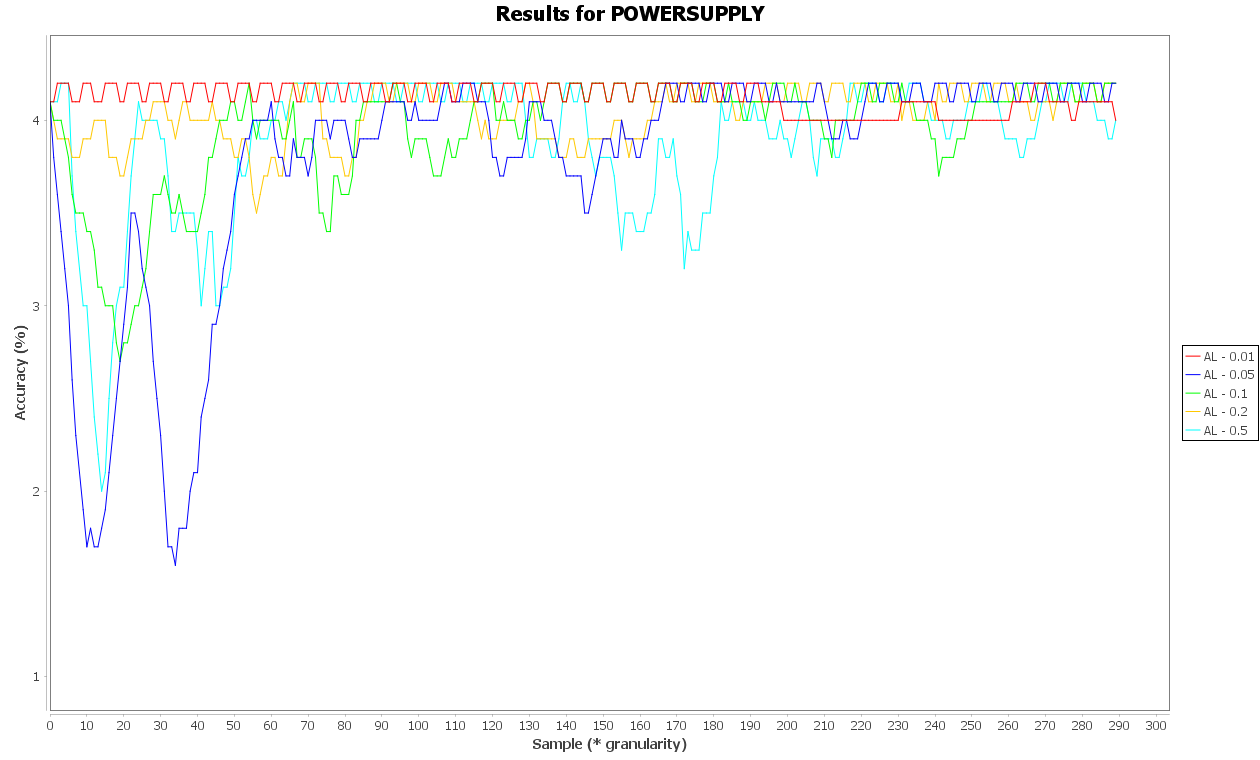 Results for POWERSUPPLY
Accuracy (%)
4
3
2
1
0 10 20 30 40 50 60 70 80 90 100 110 120 130 140 150 160 170 180 190 200 210 220 230 240 250 260 270 280 290 300
Sample (* granularity)
AL - 0.01
AL - 0.05
AL - 0.1
AL - 0.2
AL - 0.5